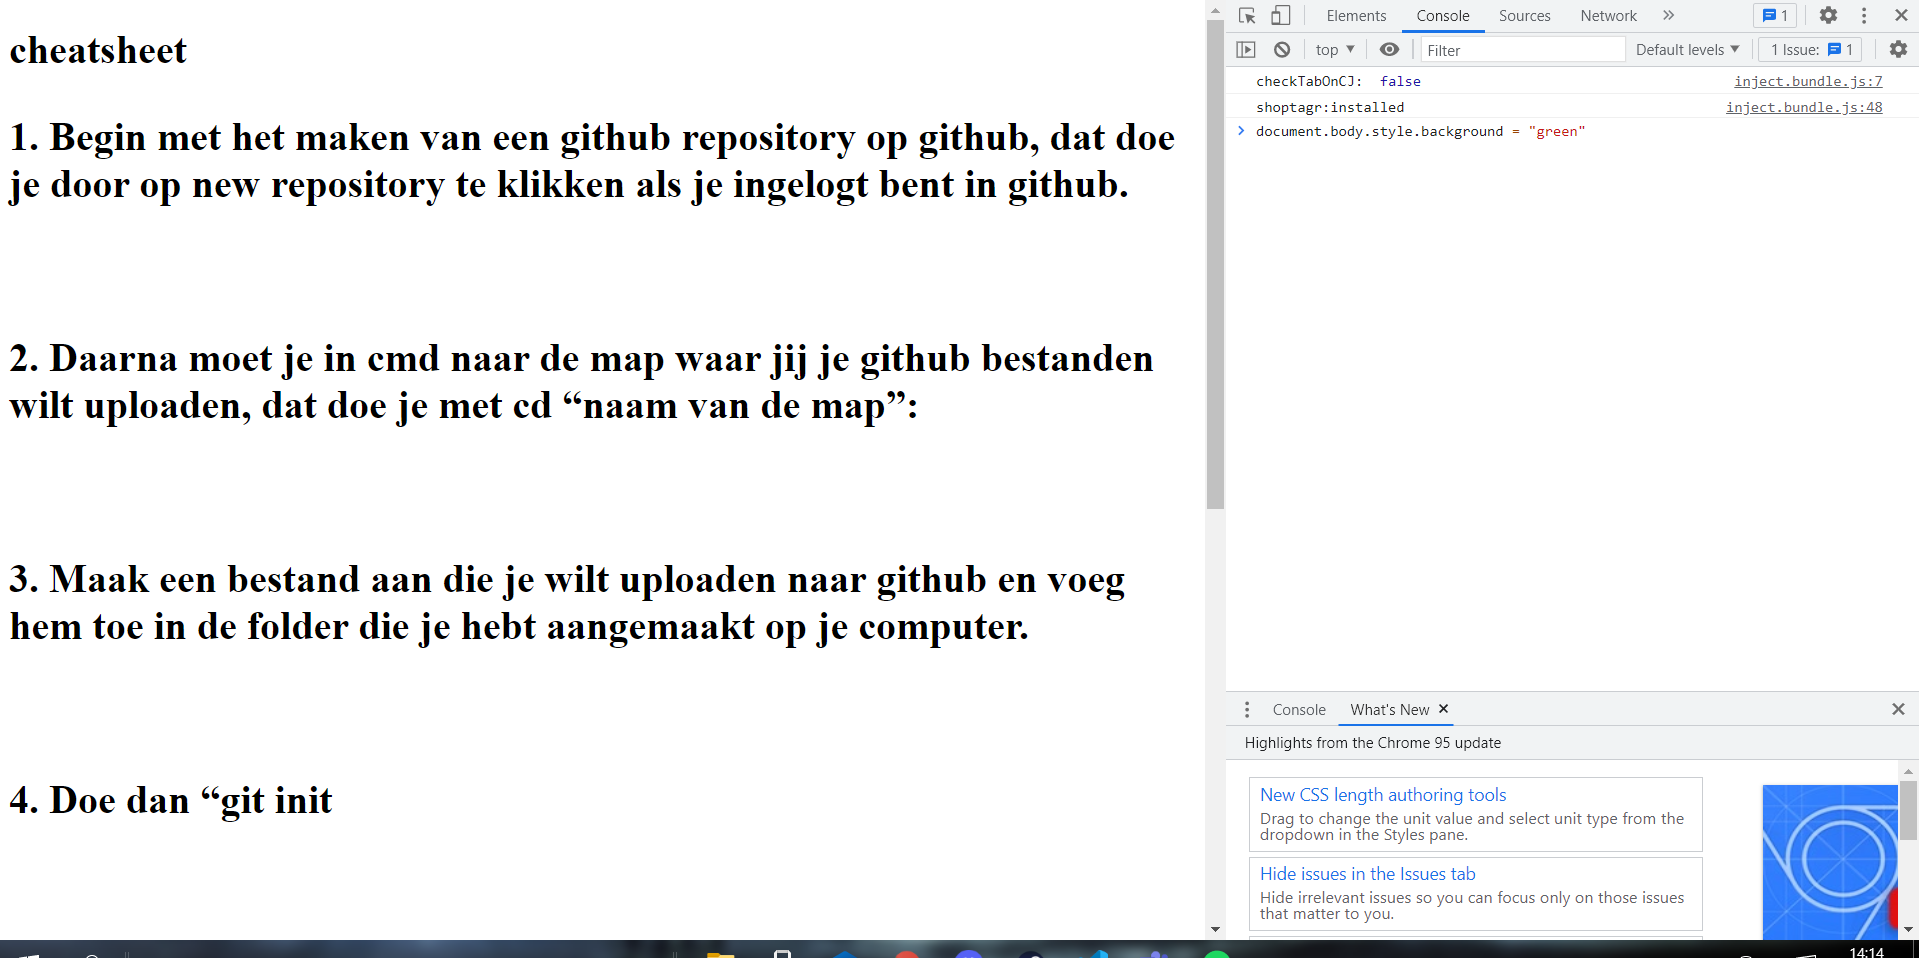 cheatsheet
1. Begin met het maken van een github repository op github, dat doe
je door op new repository te klikken als je ingelogt bent in github.
2. Daarna moet je in cmd naar de map waar jij je github bestanden
wilt uploaden, dat doe je met cd “naam van de map”:
3. Maak een bestand aan die je wilt uploaden naar github en voeg
hem toe in de folder die je hebt aangemaakt op je computer.
4. Doe dan “git init
Elements Console Sources Network » 1
top Filter Default levels 1 Issue: 1
checkTabOnCJ: false inject.bundle.js:7
shoptagr:installed inject.bundle.js:48
> document.body.style.background = "green"
Console What's New
Highlights from the Chrome 95 update
New CSS length authoring tools
Drag to change the unit value and select unit type from the
dropdown in the Styles pane.
Hide issues in the Issues tab
Hide irrelevant issues so you can focus only on those issues
that matter to you.
14:14